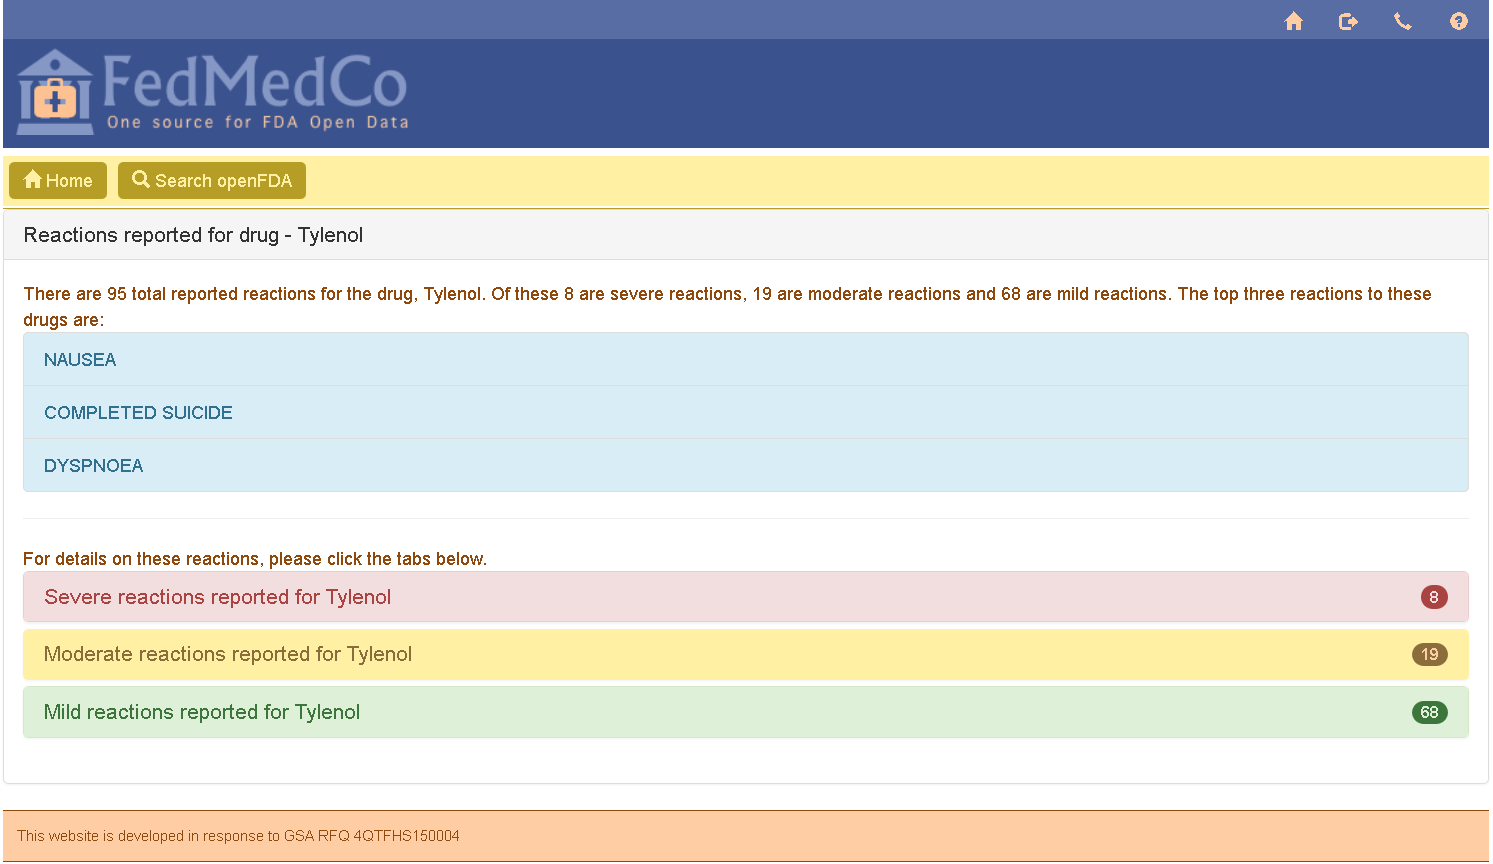 FedMedCo
One source for FDA Open Data
Home
Search openFDA
Reactions reported for drug - Tylenol
There are 95 total reported reactions for the drug, Tylenol. Of these 8 are severe reactions, 19 are moderate reactions and 68 are mild reactions. The top three reactions to these
drugs are:
NAUSEA
COMPLETED SUICIDE
DYSPNOEA
For details on these reactions, please click the tabs below.
Severe reactions reported for Tylenol 8
Moderate reactions reported for Tylenol 19
Mild reactions reported for Tylenol 68
This website is developed in response to GSA RFQ 4QTFHS150004